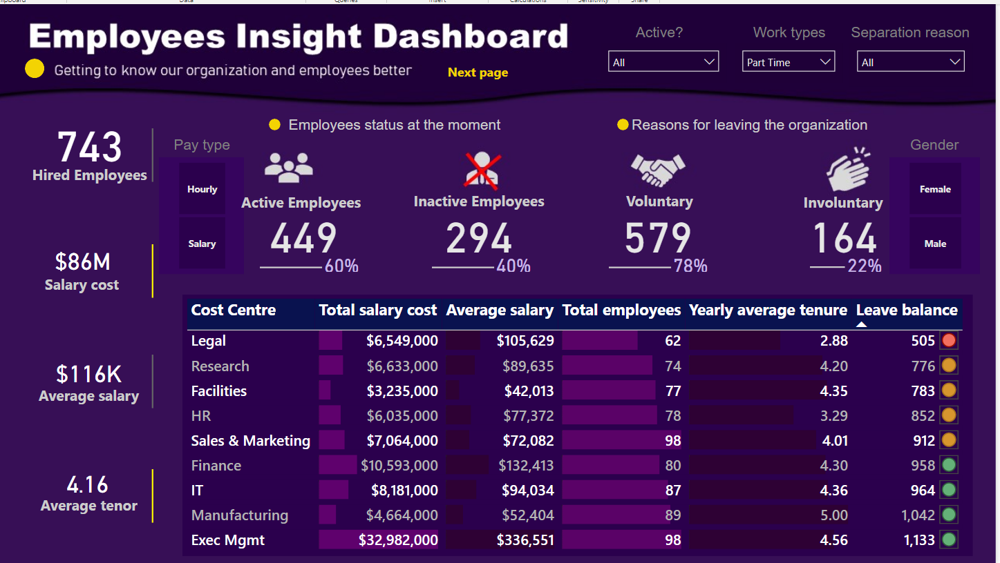 lipboard Data Queries Insert Calculations Sensitivity Share
Employees Insight Dashboard
Getting to know our organization and employees better
Next page
Active? Work types Separation reason
All Part Time All
743
Hired Employees
$86M
Salary cost
$116K
Average salary
4.16
Average tenor
Pay type
Hourly
Salary
Employees status at the moment
Active Employees Inactive Employees
449 294
60% 40%
Reasons for leaving the organization
Voluntary Involuntary
579 164
78% 22%
Gender
Female
Male
Cost Centre Total salary cost Average salary Total employees Yearly average tenure Leave balance
Legal $6,549,000 $105,629 62 2.88 505
Research $6,633,000 $89,635 74 4.20 776
Facilities $3,235,000 $42,013 77 4.35 783
HR $6,035,000 $77,372 78 3.29 852
Sales & Marketing $7,064,000 $72,082 98 4.01 912
Finance $10,593,000 $132,413 80 4.30 958
IT $8,181,000 $94,034 87 4.36 964
Manufacturing $4,664,000 $52,404 89 5.00 1,042
Exec Mgmt $32,982,000 $336,551 98 4.56 1,133